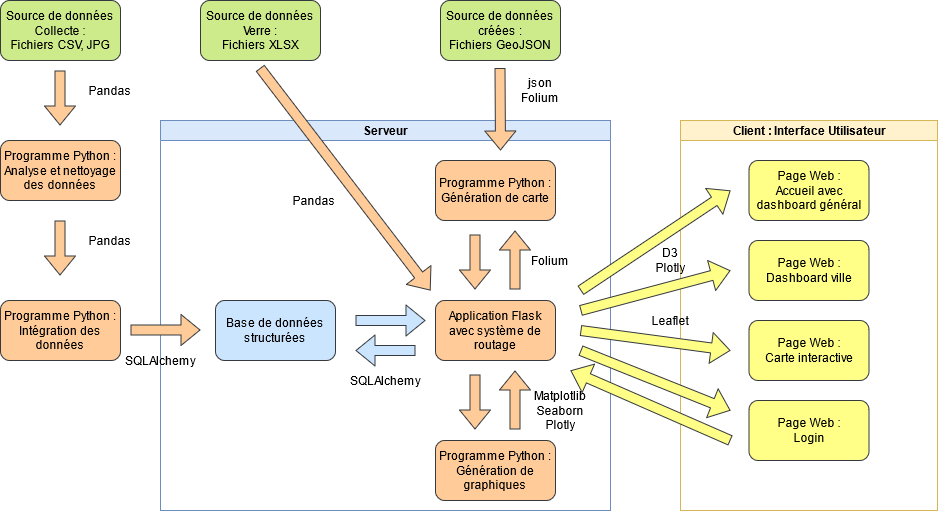 Source de données
Collecte :
Fichiers CSV, JPG
Source de données
Verre :
Fichiers XLSX
Source de données
créées :
Fichiers GeoJSON
Pandas
json
Folium
Serveur
Client : Interface Utilisateur
Programme Python :
Analyse et nettoyage
des données
Programme Python :
Génération de carte
Page Web :
Accueil avec
dashboard général
Pandas
Pandas
Folium
D3
Plotly
Page Web :
Dashboard ville
Programme Python :
Intégration des
données
SQLAlchemy
Base de données
structurées
SQLAlchemy
Application Flask
avec système de
routage
Leaflet
Page Web :
Carte interactive
Matplotlib
Seaborn
Plotly
Page Web :
Login
Programme Python :
Génération de
graphiques